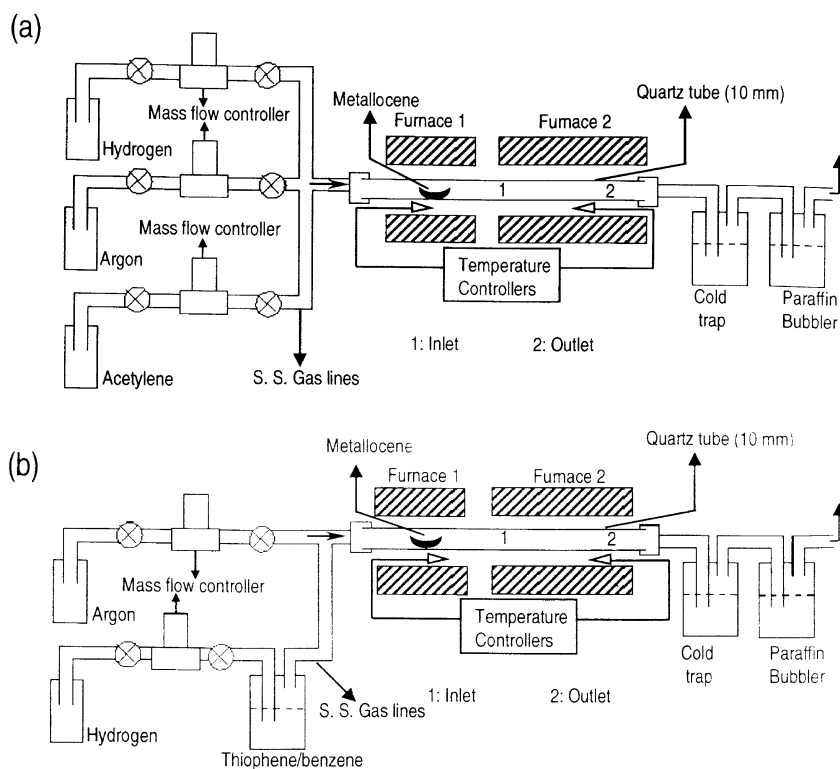 (a)
Mass flow controller
Hydrogen
Mass flow controller
Argon
Acetylene
S. S. Gas lines
Metallocene
Furnace 1
Furnace 2
Quartz tube (10 mm)
1
2
Temperature
Controllers
1: Inlet
2: Outlet
Cold
trap
Paraffin
Bubbler
(b)
Metallocene
Furnace 1
Furnace 2
Quartz tube (10 mm)
1
2
Mass flow controller
Argon
Hydrogen
Thiophene/benzene
S. S. Gas lines
Temperature
Controllers
1: Inlet
2: Outlet
Cold
trap
Paraffin
Bubbler